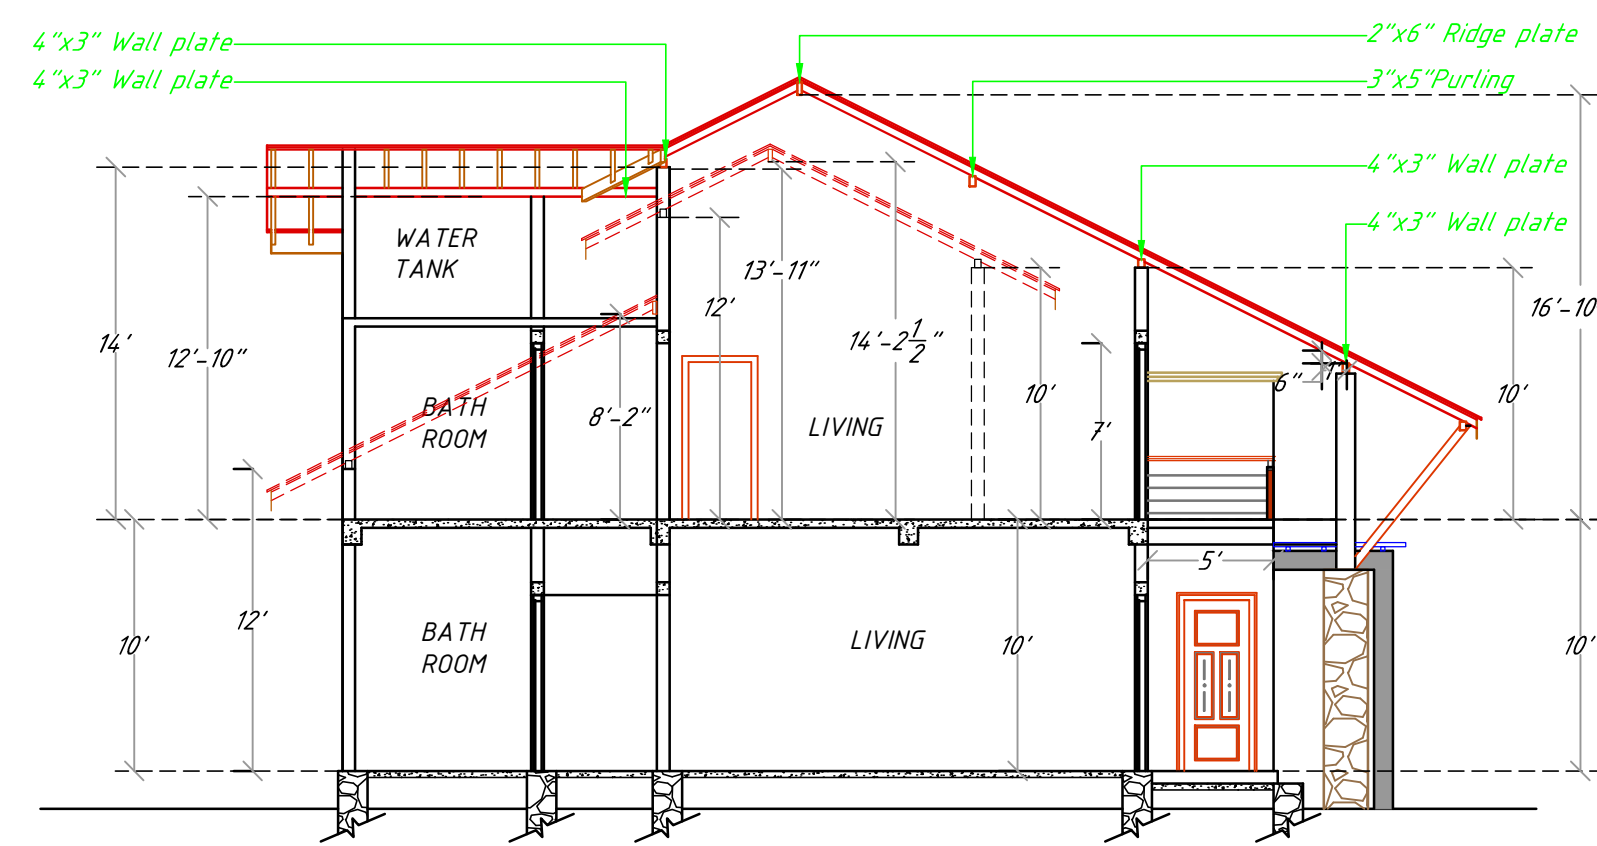 4"x3" Wall plate
2"x6" Ridge plate
4"x3" Wall plate
3"x5"Purling
4"x3" Wall plate
4"x3" Wall plate
WATER
TANK
13'-11"
12'
16'-10
14'
12'-10"
14'-2 1/2"
8'-2"
10'
7'
6"
1"
10'
BATH
ROOM
LIVING
5'
12'
10'
BATH
ROOM
LIVING
10'
10'